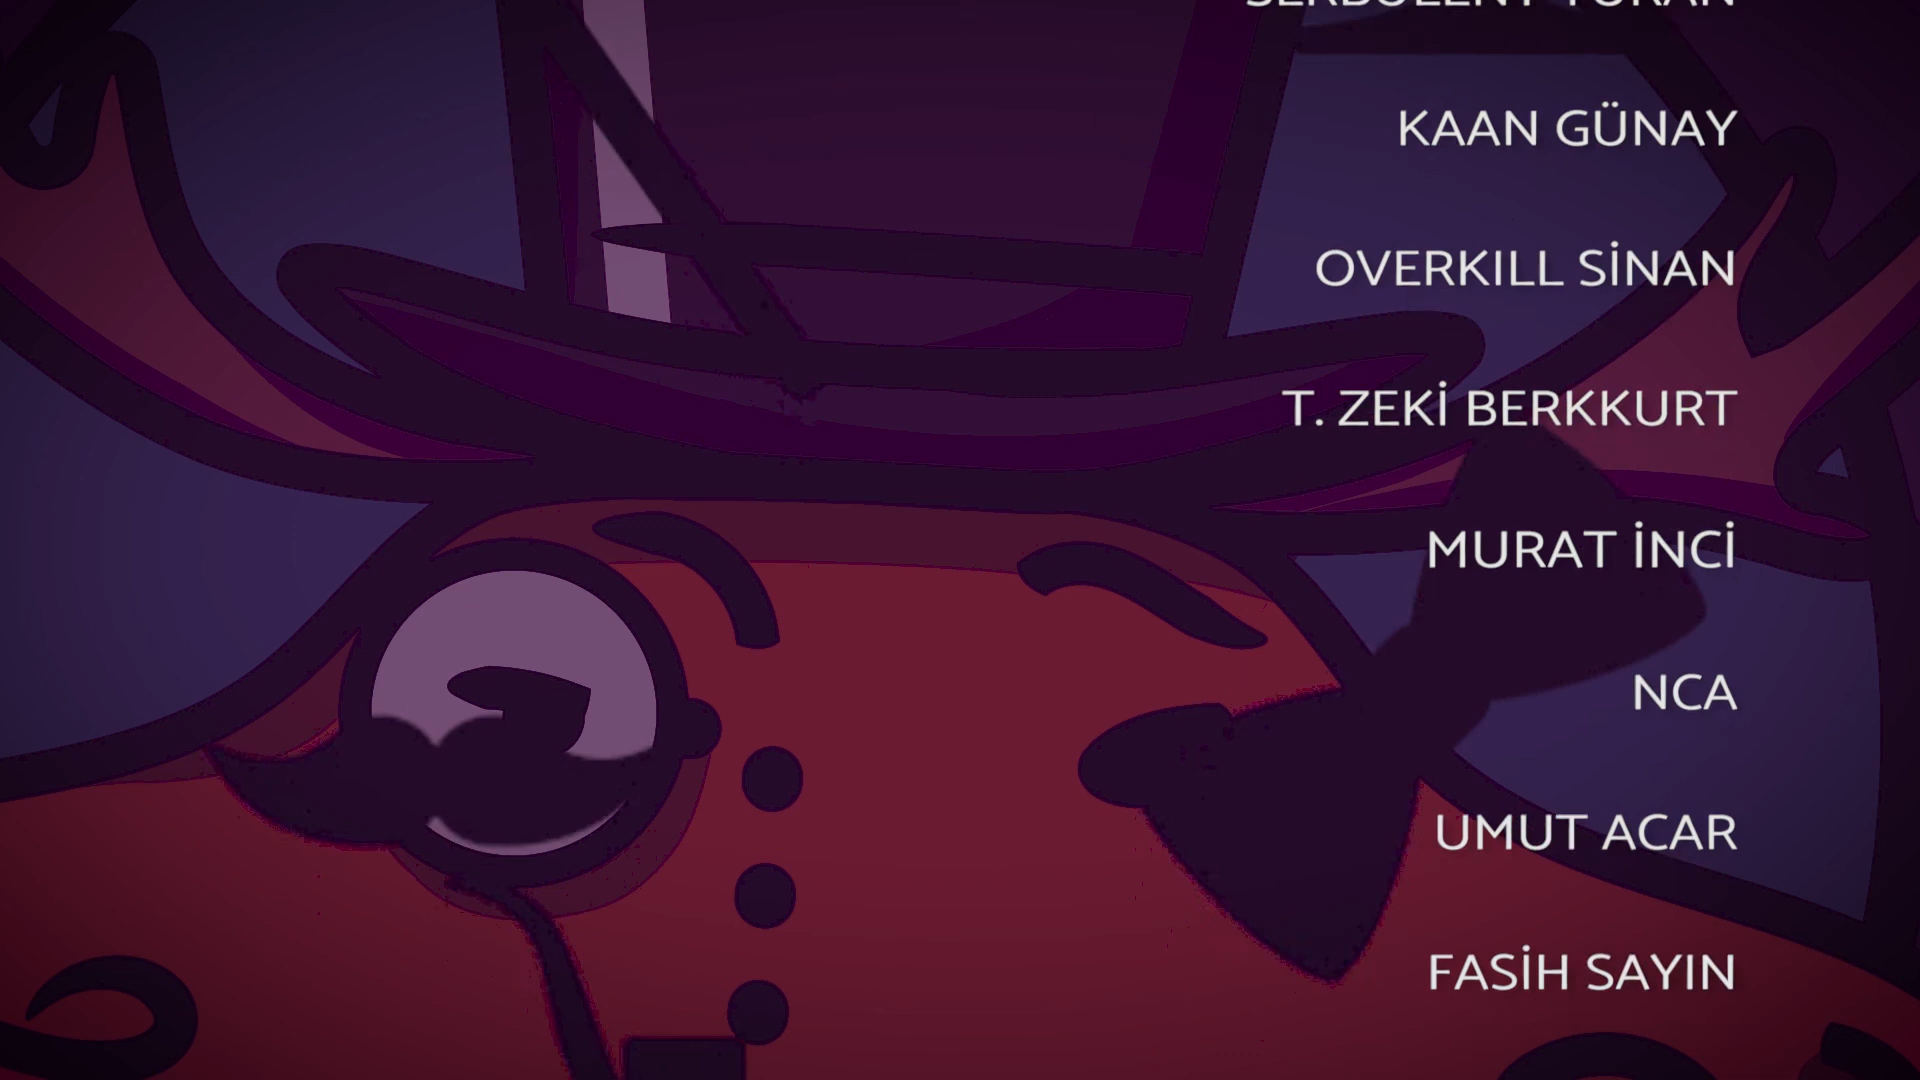 KAAN GÜNAY
OVERKILL SİNAN
T. ZEKİ BERKKURT
MURAT İNCİ
NCA
UMUT ACAR
FASİH SAYIN